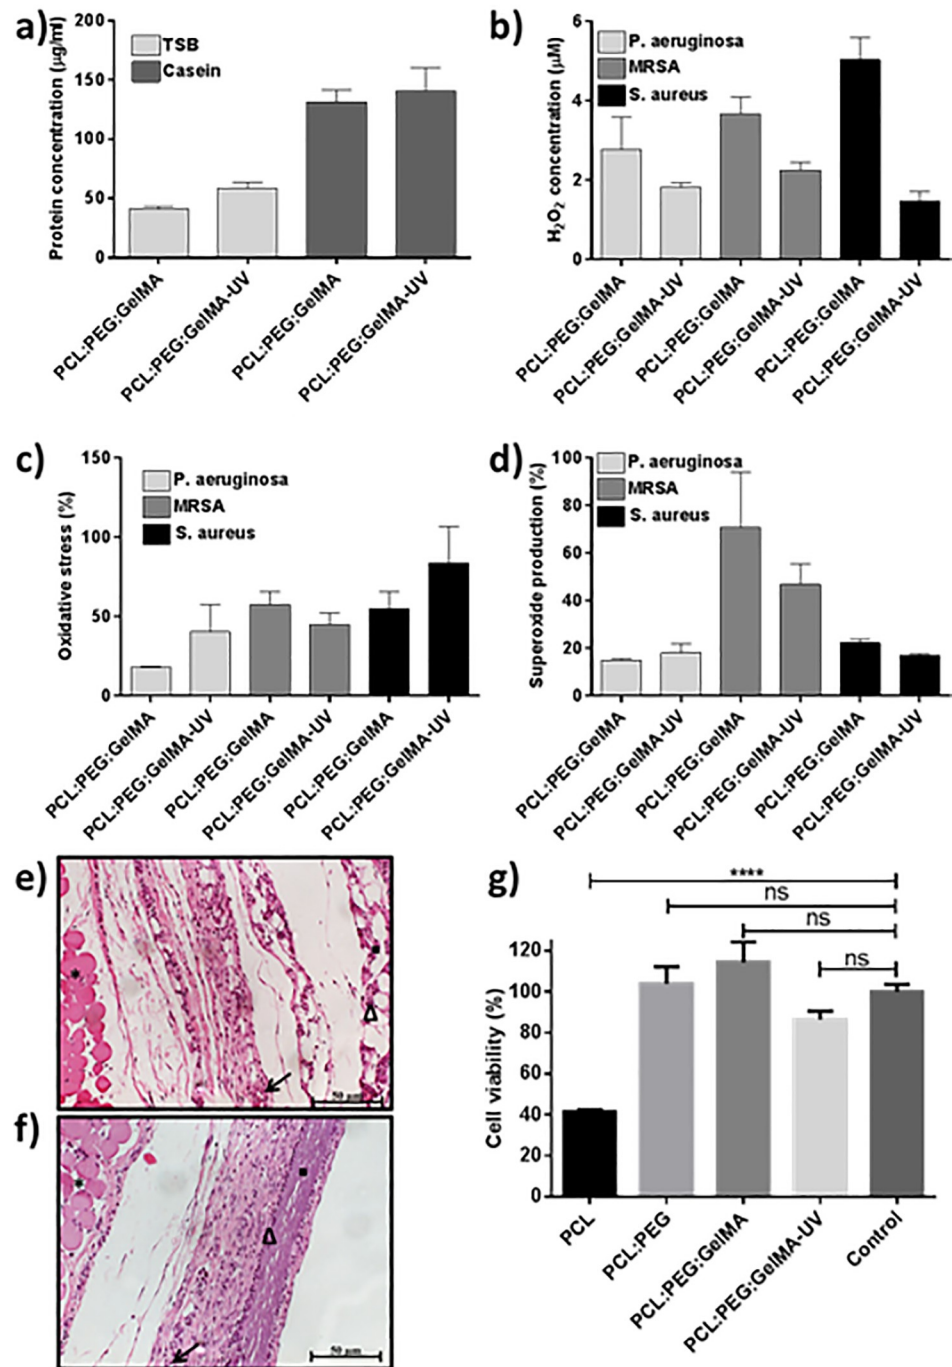 a)
Protein concentration (µg/ml)
200
150
100
50
0
TSB
Casein
PCL:PEG:GelMA
PCL:PEG:GelMA-UV
PCL:PEG:GelMA
PCL:PEG:GelMA-UV
b)
H₂O₂ concentration (µM)
6
4
2
0
P. aeruginosa
MRSA
S. aureus
PCL:PEG:GelMA
PCL:PEG:GelMA-UV
PCL:PEG:GelMA
PCL:PEG:GelMA-UV
PCL:PEG:GelMA
PCL:PEG:GelMA-UV
c)
Oxidative stress (%)
150
100
50
0
P. aeruginosa
MRSA
S. aureus
PCL:PEG:GelMA
PCL:PEG:GelMA-UV
PCL:PEG:GelMA
PCL:PEG:GelMA-UV
PCL:PEG:GelMA
PCL:PEG:GelMA-UV
d)
Superoxide production (%)
100
80
60
40
20
0
P. aeruginosa
MRSA
S. aureus
PCL:PEG:GelMA
PCL:PEG:GelMA-UV
PCL:PEG:GelMA
PCL:PEG:GelMA-UV
PCL:PEG:GelMA
PCL:PEG:GelMA-UV
e)
*
50 µm
f)
*
50 µm
g)
****
ns
ns
ns
Cell viability (%)
120
100
80
60
40
20
0
PCL
PCL:PEG
PCL:PEG:GelMA
PCL:PEG:GelMA-UV
Control